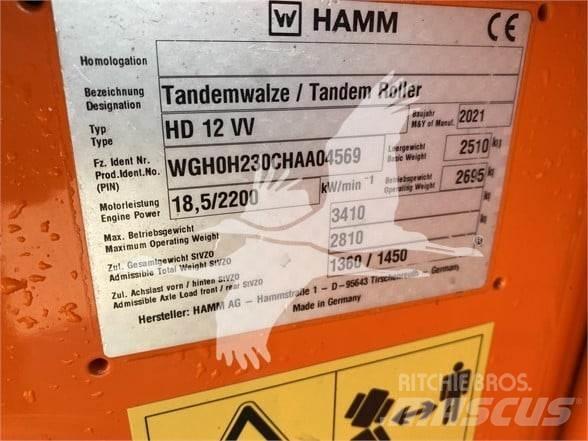 HAMM CE
Homologation
Bezeichnung Designation Tandemwalze / Tandem Roller
Typ Type HD 12 VV Baujahr M&Y of Manuf. 2021
Fz. Ident Nr. Prod.Ident.No. (PIN) WGH0H230CHAA04569 Leergewicht Basic Weight 2510 kg
Motorleistung Engine Power 18,5/2200 kW/min⁻¹ Betriebsgewicht Operating Weight 2695 kg
Max. Betriebsgewicht Maximum Operating Weight 3410
Zul. Gesamtgewicht StVZO Admissible Total Weight StVZO 2810
Zul. Achslast vorn / hinten StVZO Admissible Axle Load front / rear StVZO 1360 / 1450
Hersteller: HAMM AG – Hammstraße 1 – D-95643 Tirschenreuth – Germany
Made in Germany
RITCHIE BROS.
mascus